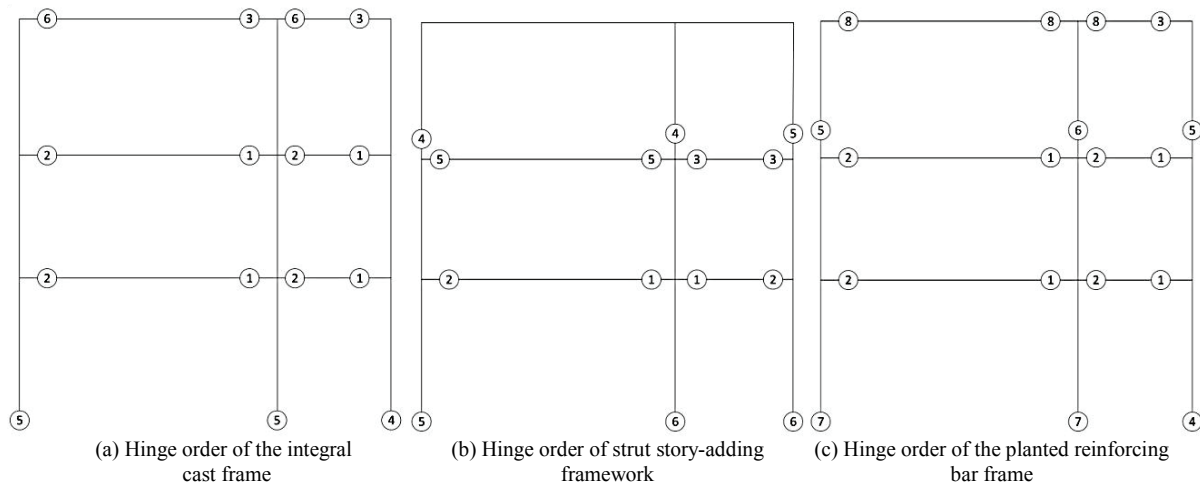 6 3 6 3
2 1 2 1
2 1 2 1
5 5 4
(a) Hinge order of the integral
cast frame
4 4 5
5 5 3 3
2 1 1 2
5 6 6
(b) Hinge order of strut story-adding
framework
8 8 8 3
5 6 5
2 1 2 1
2 1 2 1
7 7 4
(c) Hinge order of the planted reinforcing
bar frame